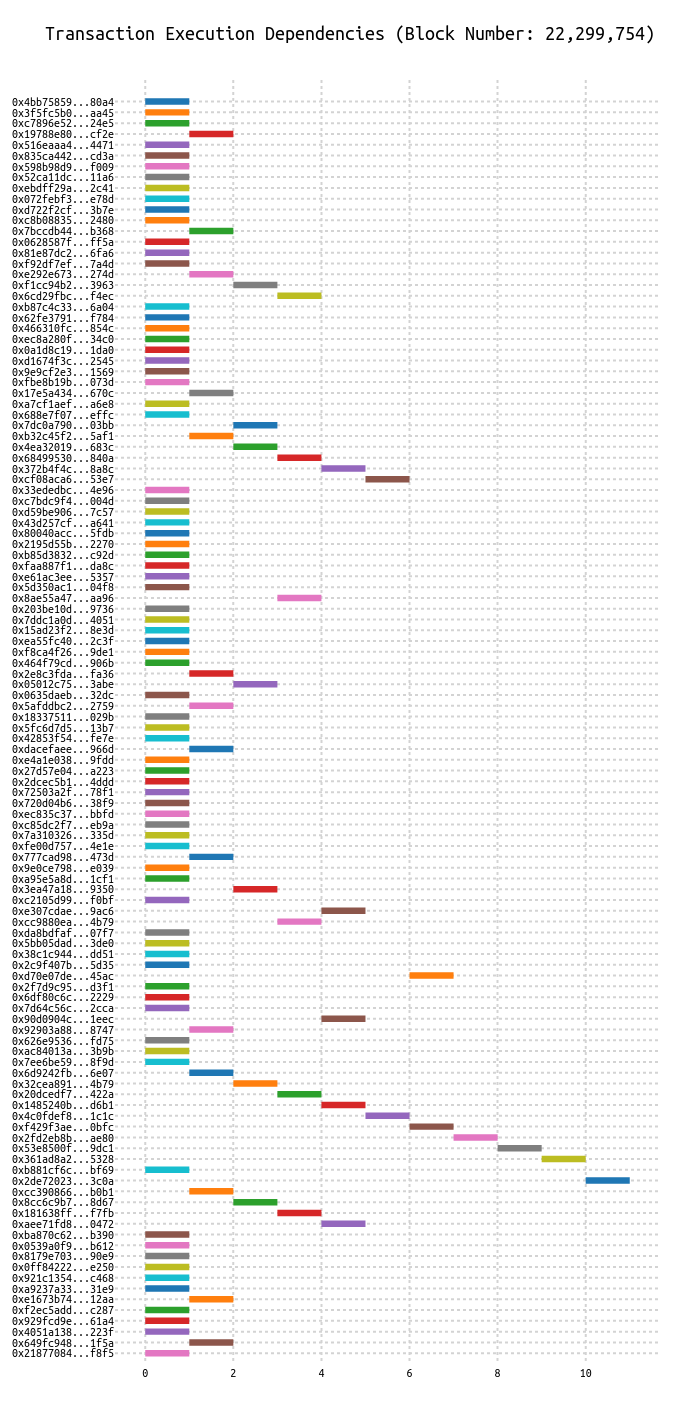 Transaction Execution Dependencies (Block Number: 22,299,754)
0x4bb75859...80a4
0x3f5fc5b0...aa45
0xc7896e52...24e5
0x19788e80...cf2e
0x516eaaa4...4471
0x835ca442...cd3a
0x598b98d9...f009
0x52ca11dc...11a6
0xebdff29a...2c41
0x072febf3...e78d
0xd722f2cf...3b7e
0xc8b08835...2480
0x7bccdb44...b368
0x0628587f...ff5a
0x81e87dc2...6fa6
0xf92df7ef...7a4d
0xe292e673...274d
0xf1cc94b2...3963
0x6cd29fbc...f4ec
0xb87c4c33...6a04
0x62fe3791...f784
0x466310fc...854c
0xec8a280f...34c0
0x0a1d8c19...1da0
0xd1674f3c...2545
0x9e9cf2e3...1569
0xfbe8b19b...073d
0x17e5a434...670c
0xa7cf1aef...a6e8
0x688e7f07...effc
0x7dc0a790...03bb
0xb32c45f2...5af1
0x4ea32019...683c
0x68499530...840a
0x372b4f4c...8a8c
0xcf08aca6...53e7
0x33ededbc...4e96
0xc7bdc9f4...004d
0xd59be906...7c57
0x43d257cf...a641
0x80040acc...5fdb
0x2195d55b...2270
0xb85d3832...c92d
0xfaa887f1...da8c
0xe61ac3ee...5357
0x5d350ac1...04f8
0x8ae55a47...aa96
0x203be10d...9736
0x7ddc1a0d...4051
0x15ad23f2...8e3d
0xea55fc40...2c3f
0xf8ca4f26...9de1
0x464f79cd...906b
0x2e8c3fda...fa36
0x05012c75...3abe
0x0635daeb...32dc
0x5afddbc2...2759
0x18337511...029b
0x5fc6d7d5...13b7
0x42853f54...fe7e
0xdacefaee...966d
0xe4a1e038...9fdd
0x27d57e04...a223
0x2dcec5b1...4ddd
0x72503a2f...78f1
0x720d04b6...38f9
0xec835c37...bbfd
0xc85dc2f7...eb9a
0x7a310326...335d
0xfe00d757...4e1e
0x777cad98...473d
0x9e0ce798...e039
0xa95e5a8d...1cf1
0x3ea47a18...9350
0xc2105d99...f0bf
0xe307cdae...9ac6
0xcc9880ea...4b79
0xda8bdfaf...07f7
0x5bb05dad...3de0
0x38c1c944...dd51
0x2c9f407b...5d35
0xd70e07de...45ac
0x2f7d9c95...d3f1
0x6df80c6c...2229
0x7d64c56c...2cca
0x90d0904c...1eec
0x92903a88...8747
0x626e9536...fd75
0xac84013a...3b9b
0x7ee6be59...8f9d
0x6d9242fb...6e07
0x32cea891...4b79
0x20dcedf7...422a
0x1485240b...d6b1
0x4c0fdef8...1c1c
0xf429f3ae...0bfc
0x2fd2eb8b...ae80
0x53e8500f...9dc1
0x361ad8a2...5328
0xb881cf6c...bf69
0x2de72023...3c0a
0xcc390866...b0b1
0x8cc6c9b7...8d67
0x181638ff...f7fb
0xaee71fd8...0472
0xba870c62...b390
0x0539a0f9...b612
0x8179e703...90e9
0x0ff84222...e250
0x921c1354...c468
0xa9237a33...31e9
0xe1673b74...12aa
0xf2ec5add...c287
0x929fcd9e...61a4
0x4051a138...223f
0x649fc948...1f5a
0x21877084...f8f5
0 2 4 6 8 10